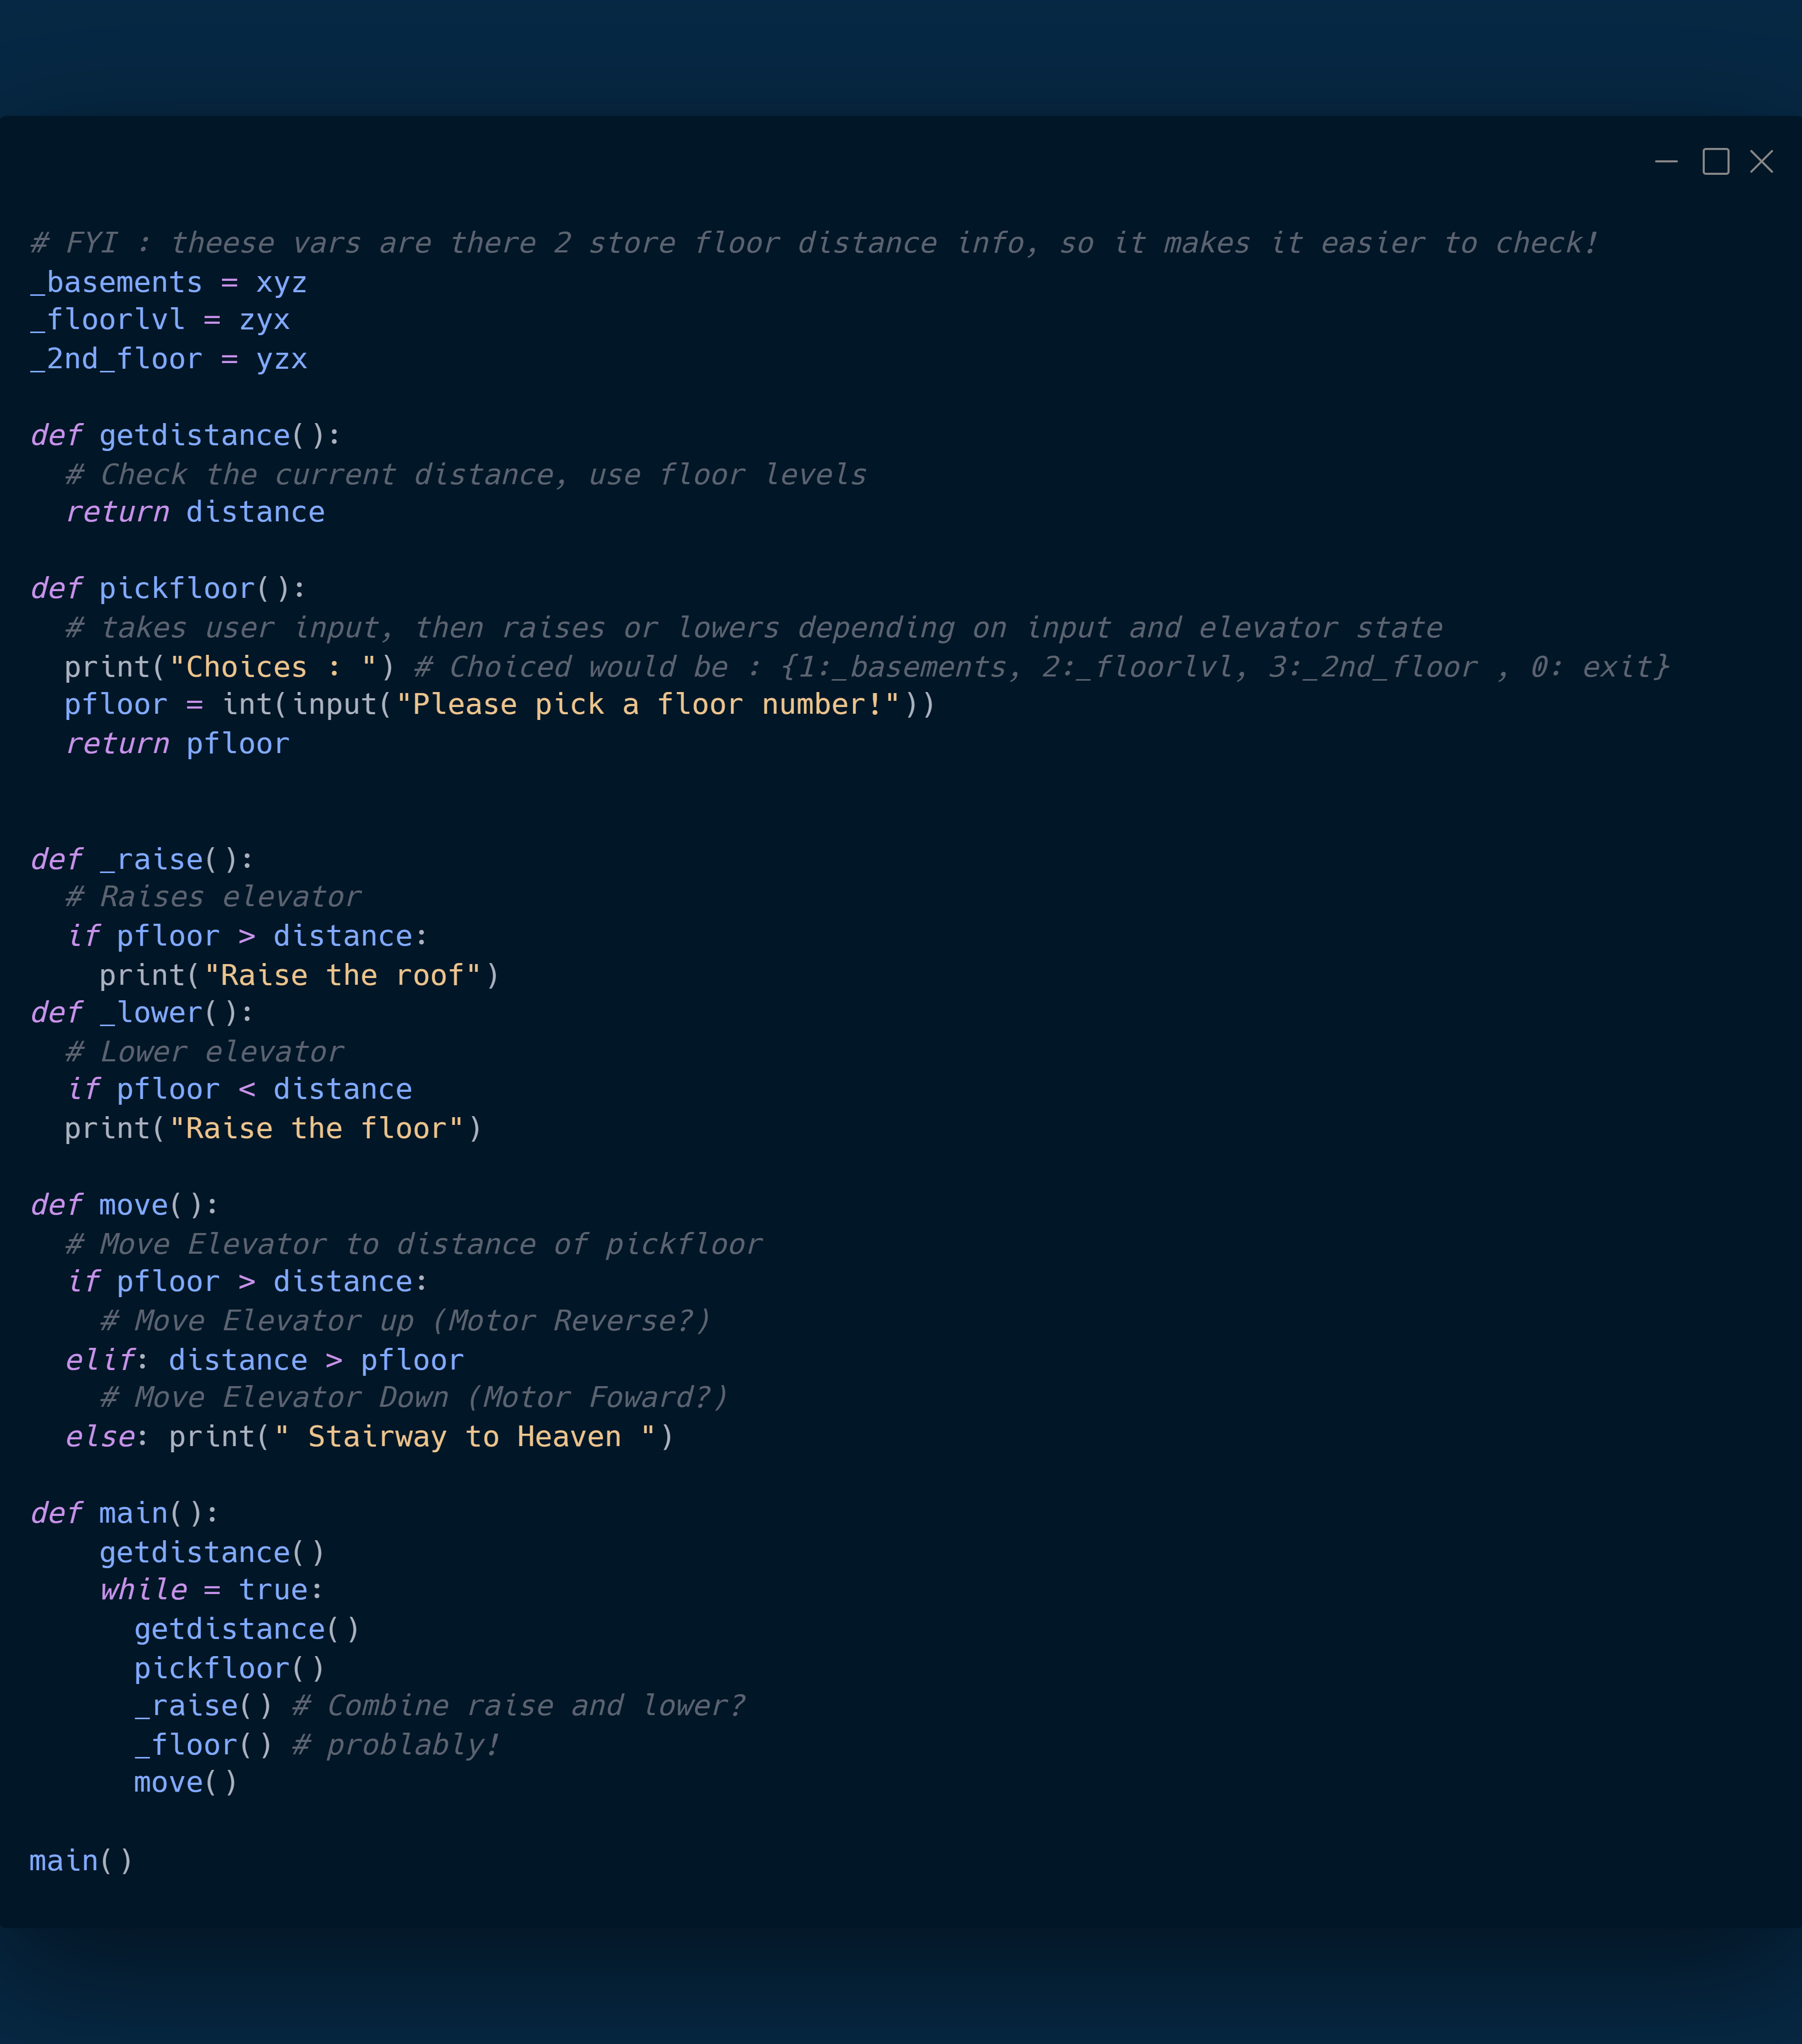 # FYI : theese vars are there 2 store floor distance info, so it makes it easier to check!
_basements = xyz
_floorlvl = zyx
_2nd_floor = yzx

def getdistance():
  # Check the current distance, use floor levels
  return distance

def pickfloor():
  # takes user input, then raises or lowers depending on input and elevator state
  print("Choices : ") # Choiced would be : {1:_basements, 2:_floorlvl, 3:_2nd_floor , 0: exit}
  pfloor = int(input("Please pick a floor number!"))
  return pfloor


def _raise():
  # Raises elevator
  if pfloor > distance:
    print("Raise the roof")
def _lower():
  # Lower elevator
  if pfloor < distance
  print("Raise the floor")

def move():
  # Move Elevator to distance of pickfloor
  if pfloor > distance:
    # Move Elevator up (Motor Reverse?)
  elif: distance > pfloor
    # Move Elevator Down (Motor Foward?)
  else: print(" Stairway to Heaven ")

def main():
    getdistance()
    while = true:
      getdistance()
      pickfloor()
      _raise() # Combine raise and lower?
      _floor() # problably!
      move()

main()